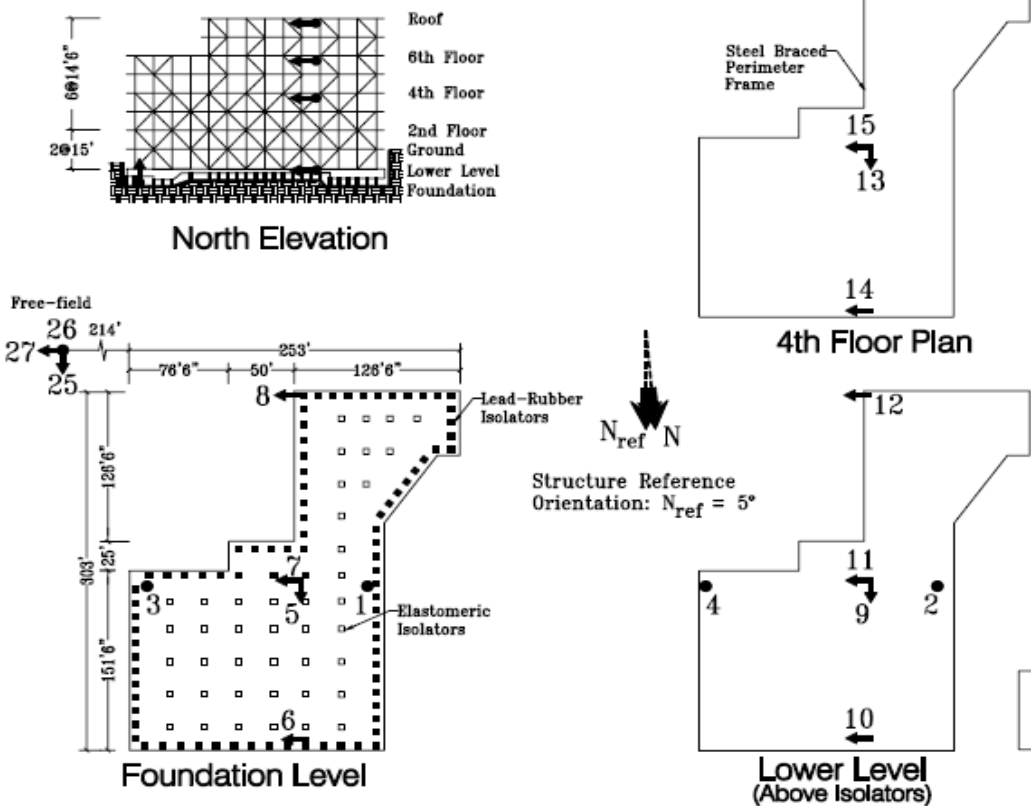 Roof
6th Floor
4th Floor
2nd Floor
Ground
Lower Level
Foundation
6@14'6"
2@15'
North Elevation
Steel Braced
Perimeter
Frame
15
13
14
4th Floor Plan
Free-field
26
214'
27
25
253'
76'6"
50'
126'6"
8
Lead-Rubber
Isolators
126'6"
25'
303'
151'6"
7
5
3
1
Elastomeric
Isolators
6
Foundation Level
Nref N
Structure Reference
Orientation: Nref = 5°
12
11
9
4
2
10
Lower Level
(Above Isolators)